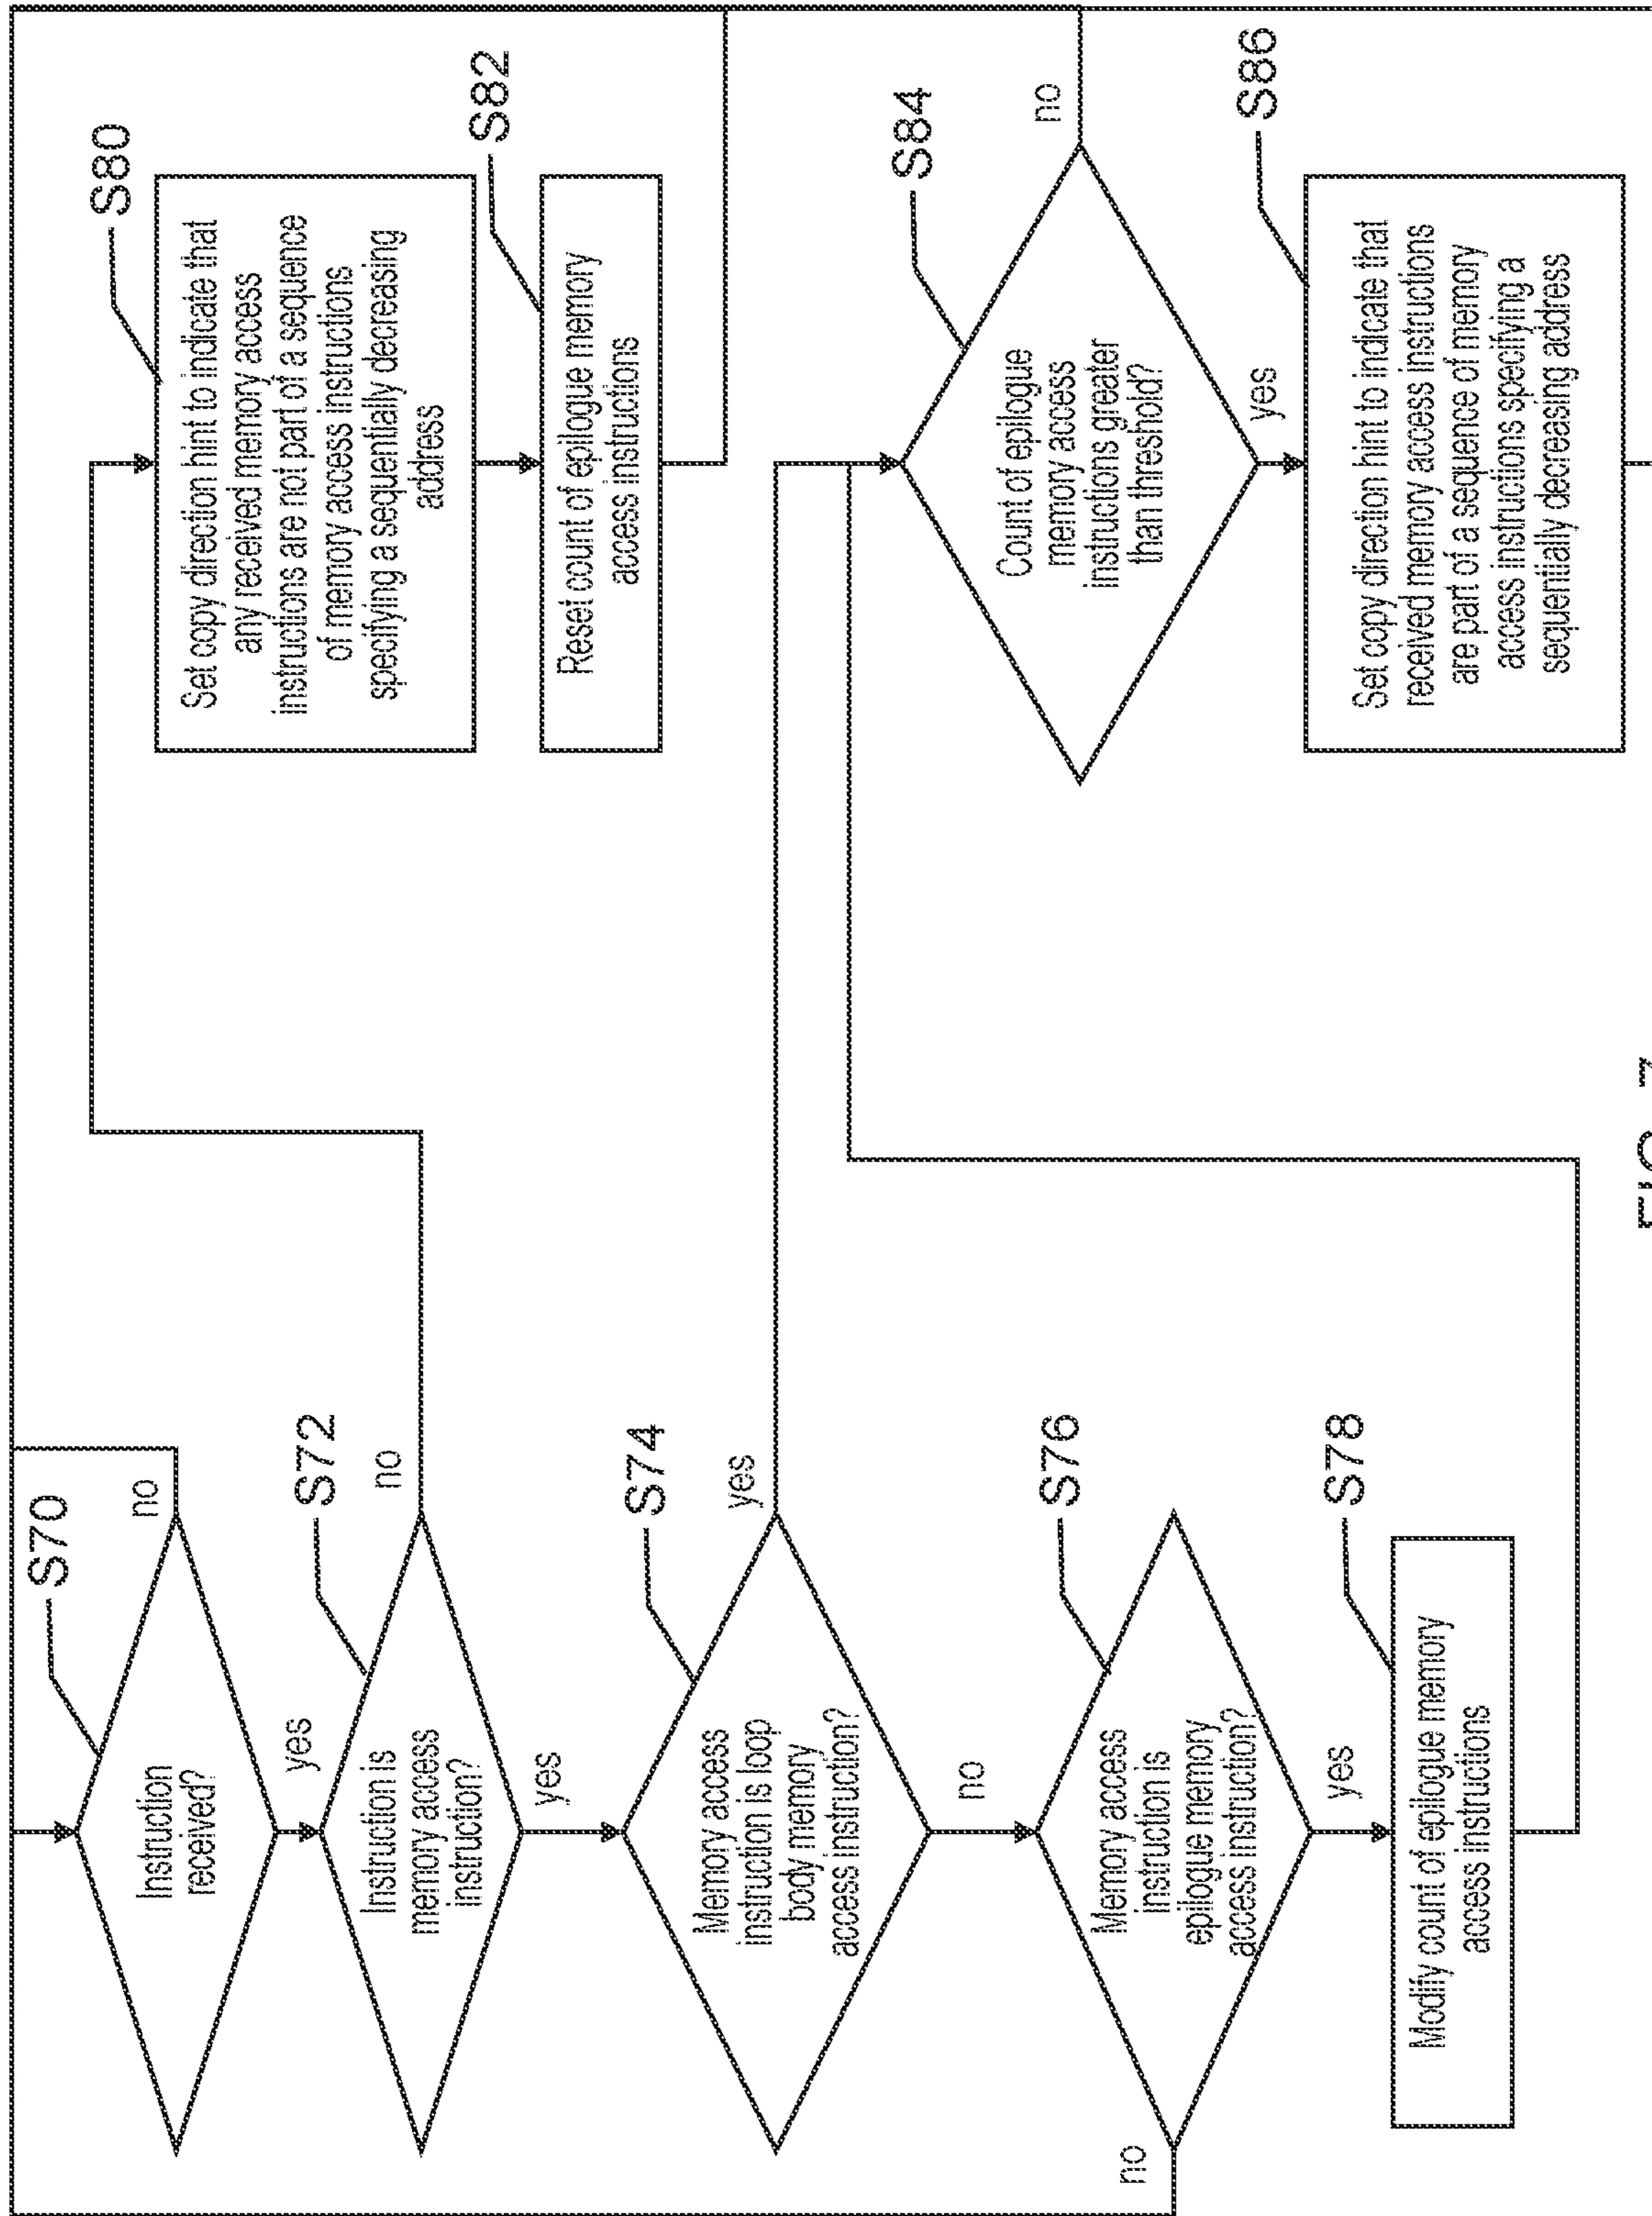 S70
Instruction
received?
no
yes
S72
Instruction is
memory access
instruction?
no
yes
S74
Memory access
instruction is loop
body memory
access instruction?
yes
no
S76
Memory access
instruction is
epilogue memory
access instruction?
no
yes
S78
Modify count of epilogue memory
access instructions
S80
Set copy direction hint to indicate that
any received memory access
instructions are not part of a sequence
of memory access instructions
specifying a sequentially decreasing
address
S82
Reset count of epilogue memory
access instructions
S84
Count of epilogue
memory access
instructions greater
than threshold?
no
yes
S86
Set copy direction hint to indicate that
received memory access instructions
are part of a sequence of memory
access instructions specifying a
sequentially decreasing address